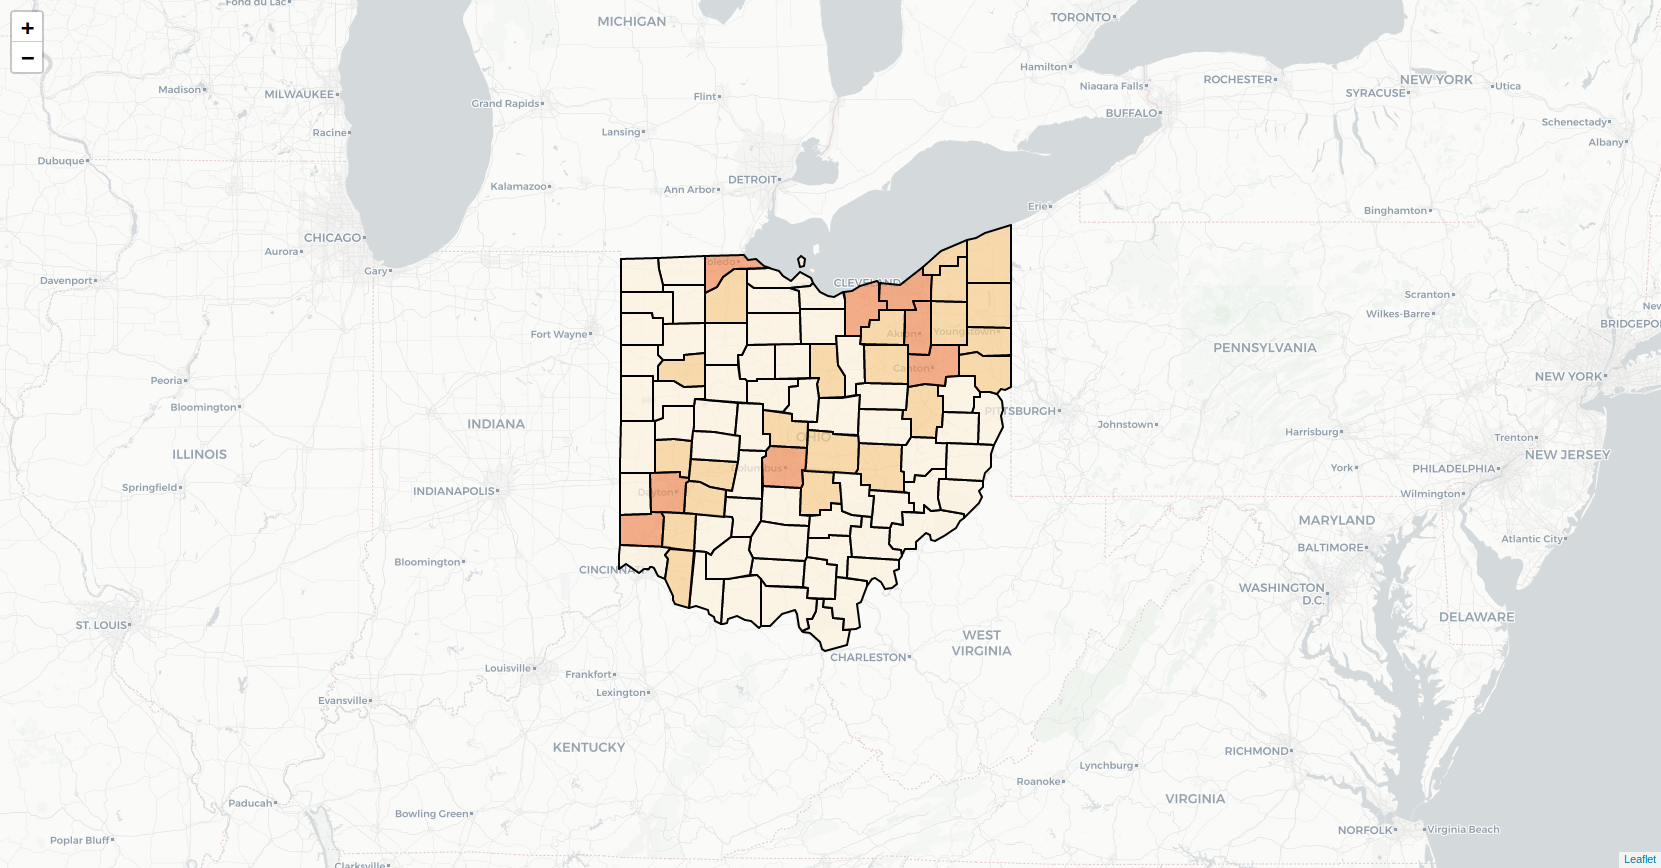 +
−
Fond du Lac
MICHIGAN
TORONTO
Hamilton
ROCHESTER
NEW YORK
Utica
Niagara Falls
SYRACUSE
BUFFALO
Schenectady
Albany
Madison
MILWAUKEE
Grand Rapids
Flint
Racine
Lansing
Dubuque
DETROIT
Kalamazoo
Ann Arbor
Erie
Binghamton
CHICAGO
Aurora
Gary
Davenport
Toledo
CLEVELAND
Scranton
New
Wilkes-Barre
BRIDGEPOR
Fort Wayne
Akron
Youngstown
PENNSYLVANIA
Canton
Peoria
NEW YORK
Bloomington
PITTSBURGH
INDIANA
Johnstown
Harrisburg
Trenton
OHIO
ILLINOIS
NEW JERSEY
Columbus
York
PHILADELPHIA
Springfield
INDIANAPOLIS
Dayton
Wilmington
MARYLAND
Atlantic City
BALTIMORE
Bloomington
CINCINNA
WASHINGTON
D.C.
DELAWARE
ST. LOUIS
WEST
VIRGINIA
CHARLESTON
Louisville
Frankfort
Lexington
Evansville
KENTUCKY
RICHMOND
Lynchburg
Roanoke
VIRGINIA
Paducah
Bowling Green
NORFOLK
Virginia Beach
Poplar Bluff
Clarksville
Leaflet